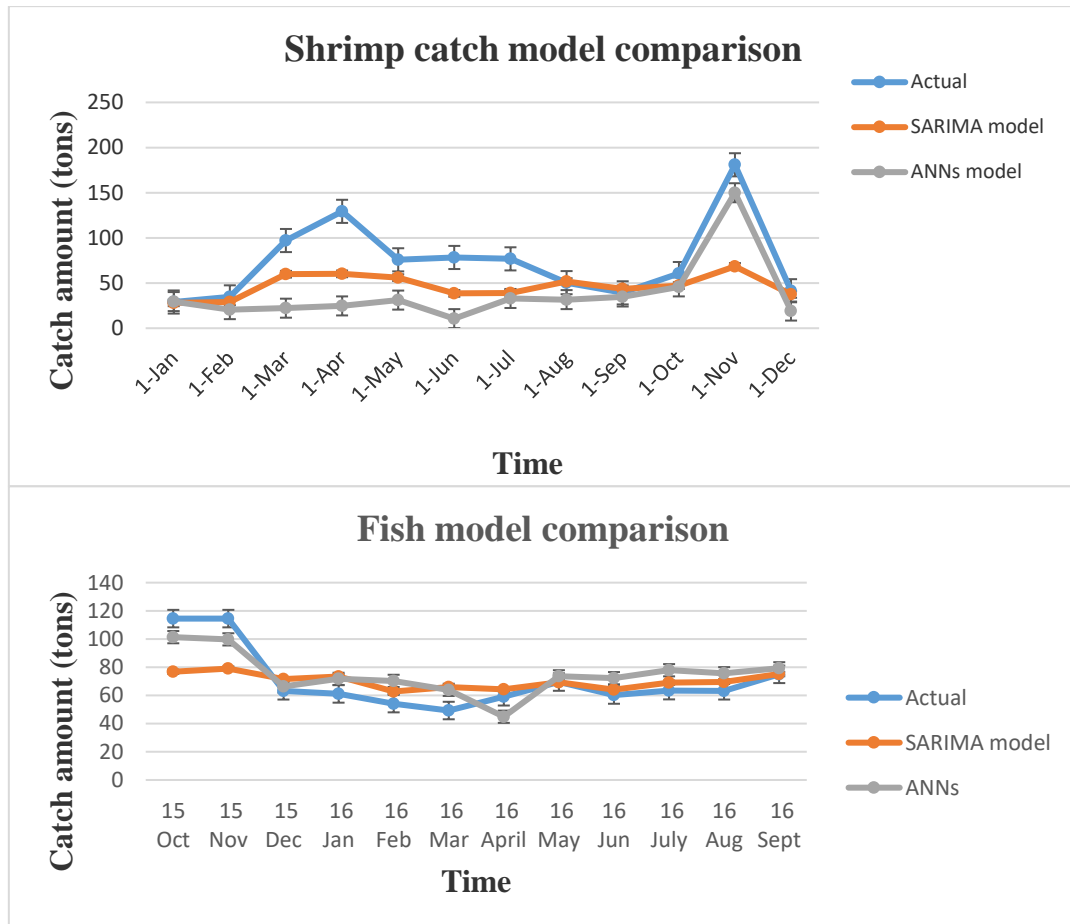 Shrimp catch model comparison
Actual
SARIMA model
ANNs model
Catch amount (tons)
250
200
150
100
50
0
1-Jan
1-Feb
1-Mar
1-Apr
1-May
1-Jun
1-Jul
1-Aug
1-Sep
1-Oct
1-Nov
1-Dec
Time
Fish model comparison
Catch amount (tons)
140
120
100
80
60
40
20
0
Actual
SARIMA model
ANNs
15 15 15 16 16 16 16 16 16 16 16 16
Oct Nov Dec Jan Feb Mar April May Jun July Aug Sept
Time